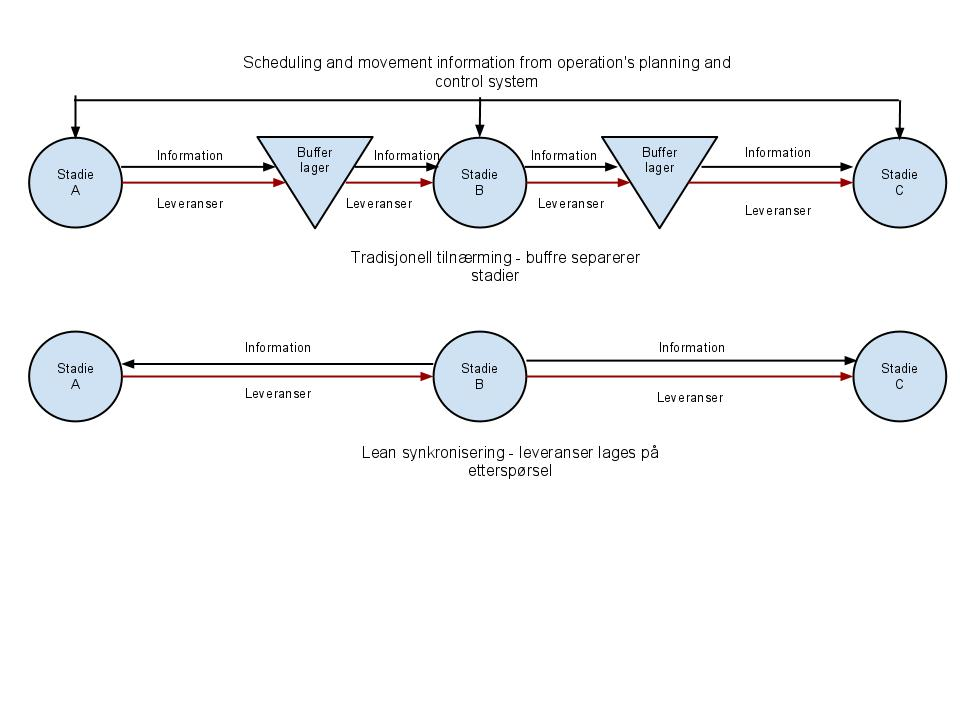 Scheduling and movement information from operation's planning and
control system
Stadie
A
Information
Leveranser
Buffer
lager
Information
Leveranser
Stadie
B
Information
Leveranser
Buffer
lager
Information
Leveranser
Stadie
C
Tradisjonell tilnærming - buffre separerer
stadier
Stadie
A
Information
Leveranser
Stadie
B
Information
Leveranser
Stadie
C
Lean synkronisering - leveranser lages på
etterspørsel